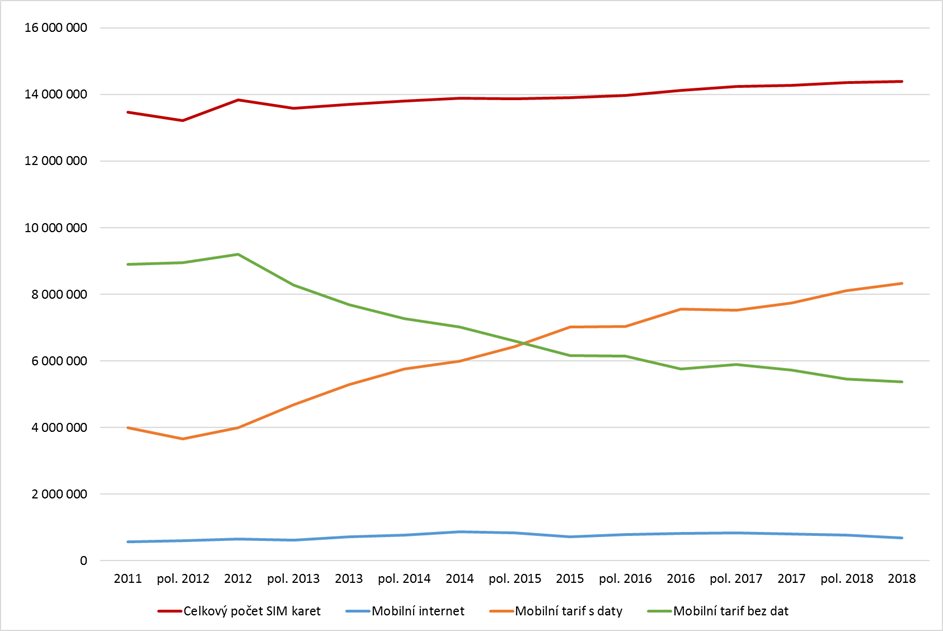 16 000 000
14 000 000
12 000 000
10 000 000
8 000 000
6 000 000
4 000 000
2 000 000
0
2011 pol. 2012 2012 pol. 2013 2013 pol. 2014 2014 pol. 2015 2015 pol. 2016 2016 pol. 2017 2017 pol. 2018 2018
Celkový počet SIM karet Mobilní internet Mobilní tarif s daty Mobilní tarif bez dat